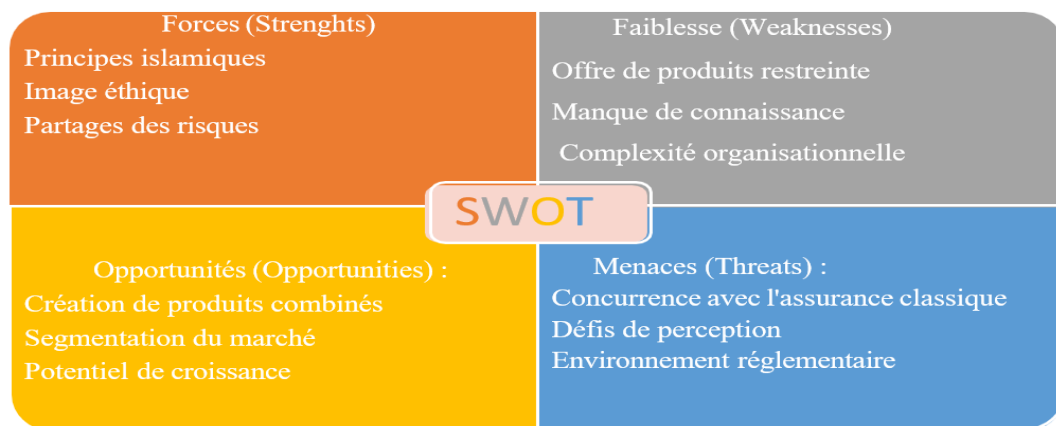 Forces (Strenghts)
Principes islamiques
Image éthique
Partages des risques
Faiblesse (Weaknesses)
Offre de produits restreinte
Manque de connaissance
Complexité organisationnelle
SWOT
Opportunités (Opportunities) :
Création de produits combinés
Segmentation du marché
Potentiel de croissance
Menaces (Threats) :
Concurrence avec l'assurance classique
Défis de perception
Environnement réglementaire